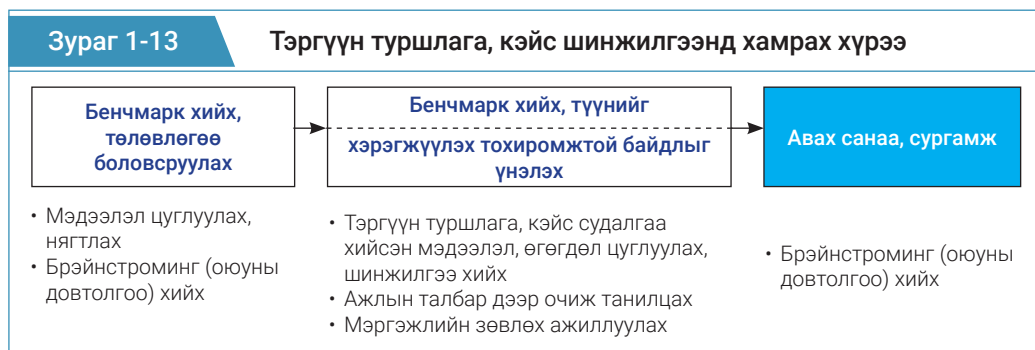 Зураг 1-13
Тэргүүн туршлага, кэйс шинжилгээнд хамрах хүрээ
Бенчмарк хийх,
төлөвлөгөө
боловсруулах
Бенчмарк хийх, түүнийг
хэрэгжүүлэх тохиромжтой байдлыг
үнэлэх
Авах санаа, сургамж
• Мэдээлэл цуглуулах,
нягтлах
• Брэйнстроминг (оюуны
довтолгоо) хийх
• Тэргүүн туршлага, кэйс судалгаа
хийсэн мэдээлэл, өгөгдөл цуглуулах,
шинжилгээ хийх
• Ажлын талбар дээр очиж танилцах
• Мэргэжлийн зөвлөх ажиллуулах
• Брэйнстроминг (оюуны
довтолгоо) хийх